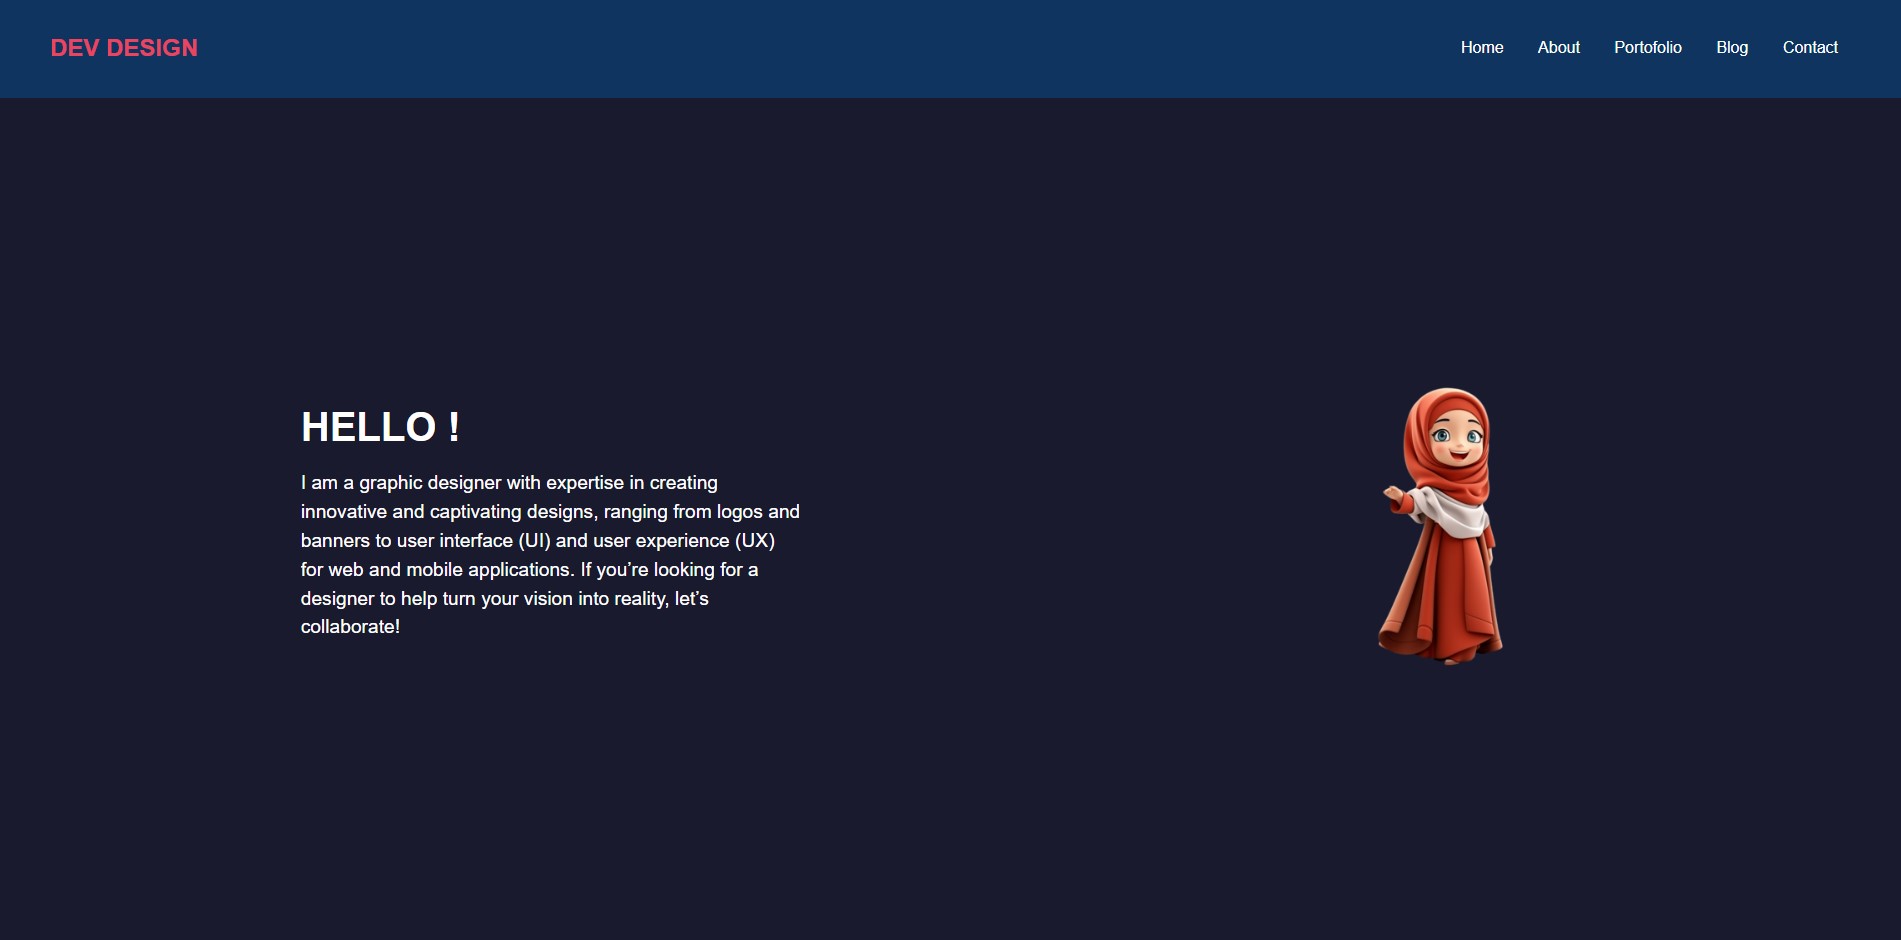 DEV DESIGN
Home About Portofolio Blog Contact
HELLO !
I am a graphic designer with expertise in creating
innovative and captivating designs, ranging from logos and
banners to user interface (UI) and user experience (UX)
for web and mobile applications. If you’re looking for a
designer to help turn your vision into reality, let’s
collaborate!